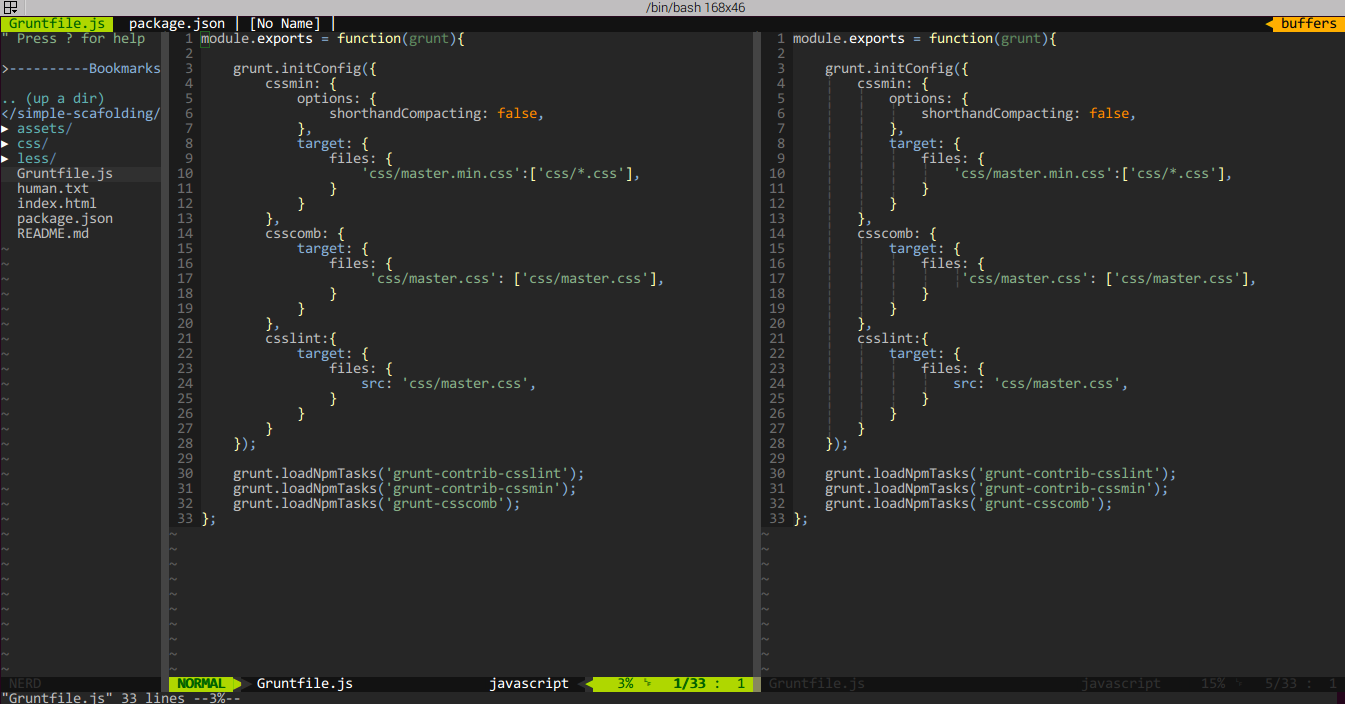 /bin/bash 168x46
Gruntfile.js package.json | [No Name] | buffers
" Press ? for help
>----------Bookmarks
.. (up a dir)
</simple-scafolding/
▸ assets/
▸ css/
▸ less/
Gruntfile.js
human.txt
index.html
package.json
README.md
NERD
1 module.exports = function(grunt){
2
3     grunt.initConfig({
4         cssmin: {
5             options: {
6                 shorthandCompacting: false,
7             },
8             target: {
9                 files: {
10                     'css/master.min.css':['css/*.css'],
11                 }
12             }
13         },
14         csscomb: {
15             target: {
16                 files: {
17                      'css/master.css': ['css/master.css'],
18                 }
19             }
20         },
21         csslint:{
22             target: {
23                 files: {
24                     src: 'css/master.css',
25                 }
26             }
27         }
28     });
29
30     grunt.loadNpmTasks('grunt-contrib-csslint');
31     grunt.loadNpmTasks('grunt-contrib-cssmin');
32     grunt.loadNpmTasks('grunt-csscomb');
33 };
NORMAL Gruntfile.js javascript 3% 1/33 : 1
1 module.exports = function(grunt){
2
3     grunt.initConfig({
4         cssmin: {
5             options: {
6                 shorthandCompacting: false,
7             },
8             target: {
9                 files: {
10                     'css/master.min.css':['css/*.css'],
11                 }
12             }
13         },
14         csscomb: {
15             target: {
16                 files: {
17                      'css/master.css': ['css/master.css'],
18                 }
19             }
20         },
21         csslint:{
22             target: {
23                 files: {
24                     src: 'css/master.css',
25                 }
26             }
27         }
28     });
29
30     grunt.loadNpmTasks('grunt-contrib-csslint');
31     grunt.loadNpmTasks('grunt-contrib-cssmin');
32     grunt.loadNpmTasks('grunt-csscomb');
33 };
Gruntfile.js javascript 15% 5/33 : 1
"Gruntfile.js" 33 lines --3%--